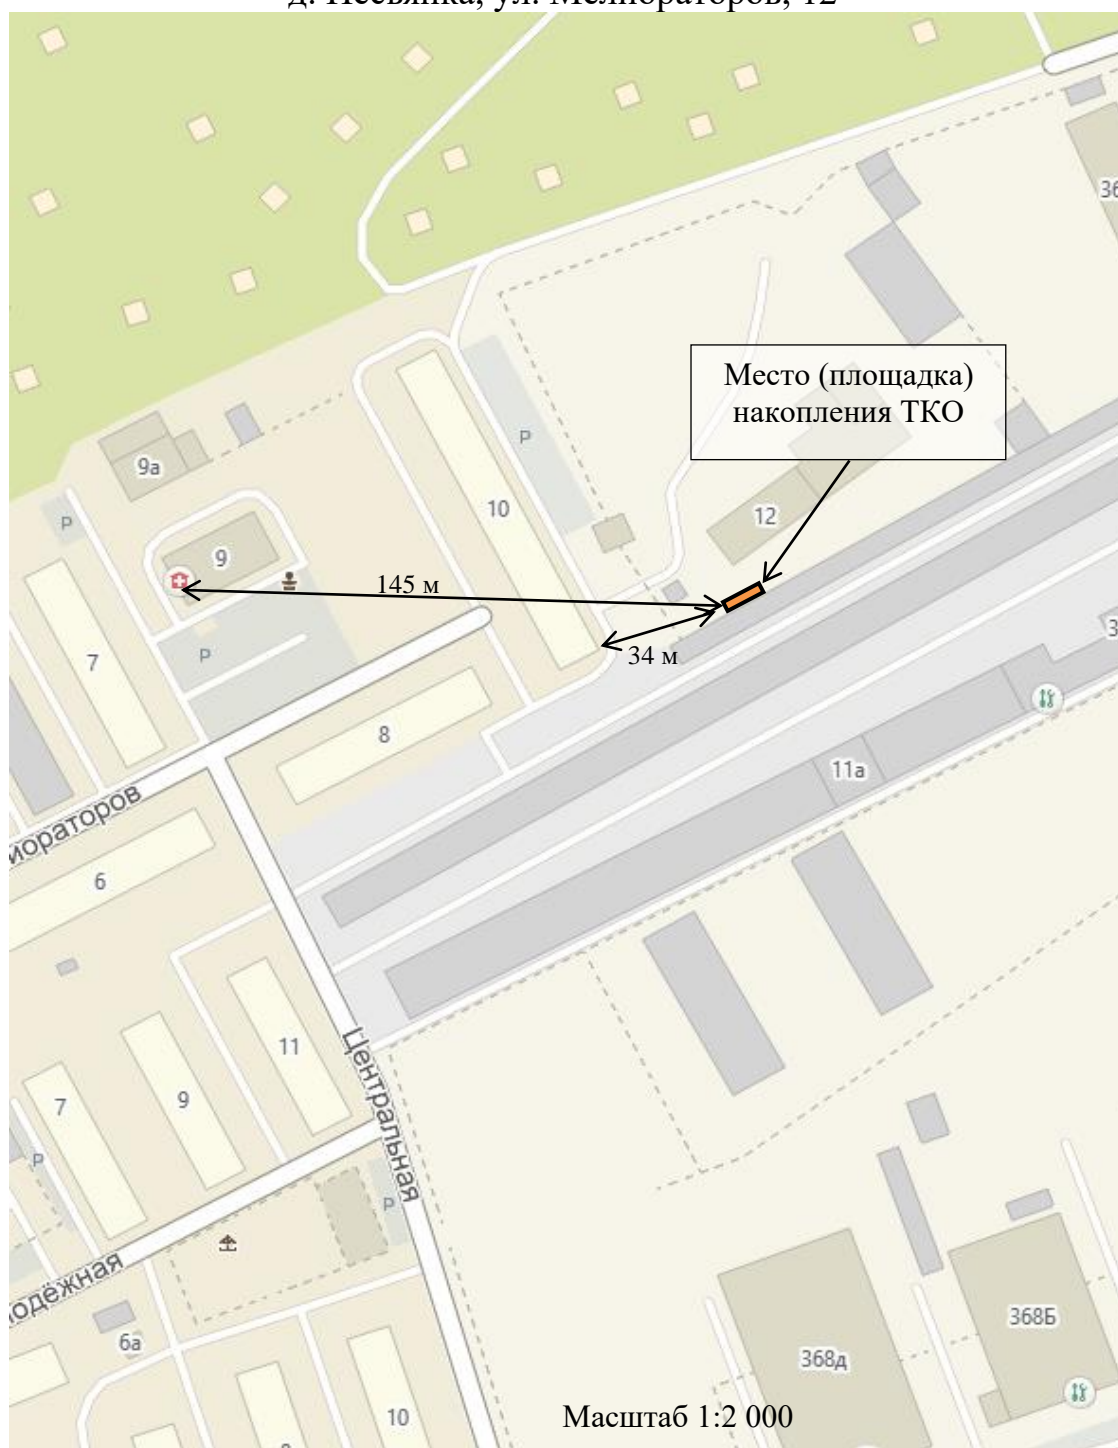 ул. Мелиораторов, 12
36
Место (площадка)
накопления ТКО
P
9а
10
12
P
9
145 м
3
34 м
7
P
8
11а
иораторов
6
11
Центральная
7
9
P
P
одёжная
368Б
6а
368д
10
Масштаб 1:2 000